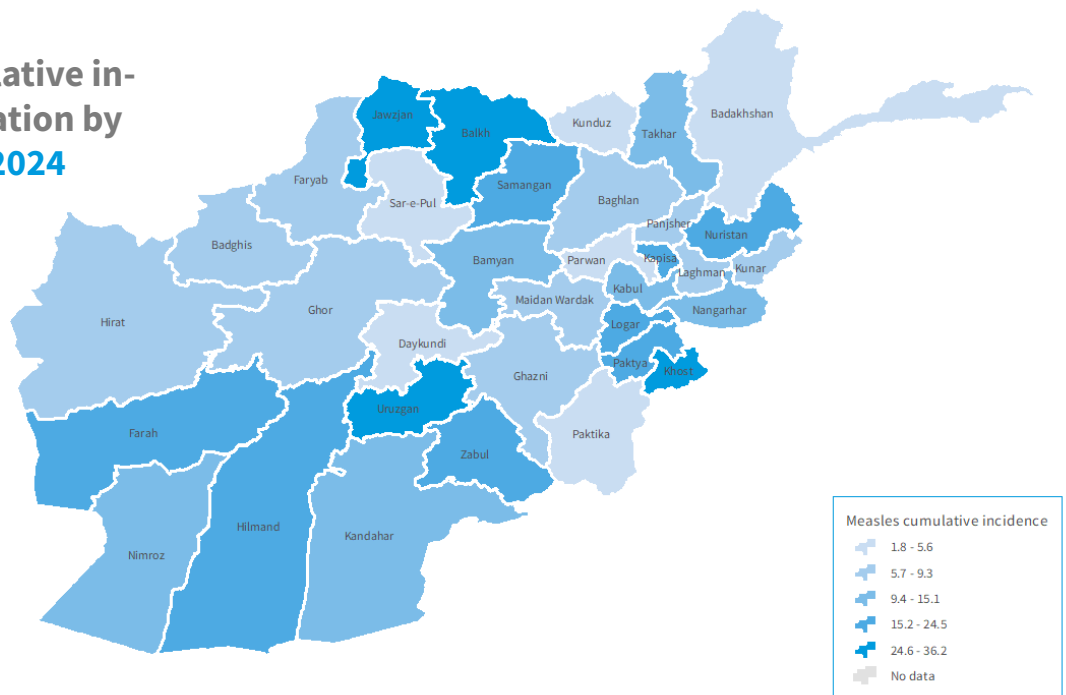 lative in-
ation by
2024
Jawzjan
Balkh
Kunduz
Takhar
Badakhshan
Faryab
Sar-e-Pul
Samangan
Baghlan
Panjsher
Nuristan
Badghis
Bamyan
Parwan
Kapisa
Laghman
Kunar
Kabul
Hirat
Ghor
Maidan Wardak
Nangarhar
Logar
Daykundi
Ghazni
Paktya
Khost
Uruzgan
Farah
Zabul
Paktika
Nimroz
Hilmand
Kandahar
Measles cumulative incidence
1.8 - 5.6
5.7 - 9.3
9.4 - 15.1
15.2 - 24.5
24.6 - 36.2
No data